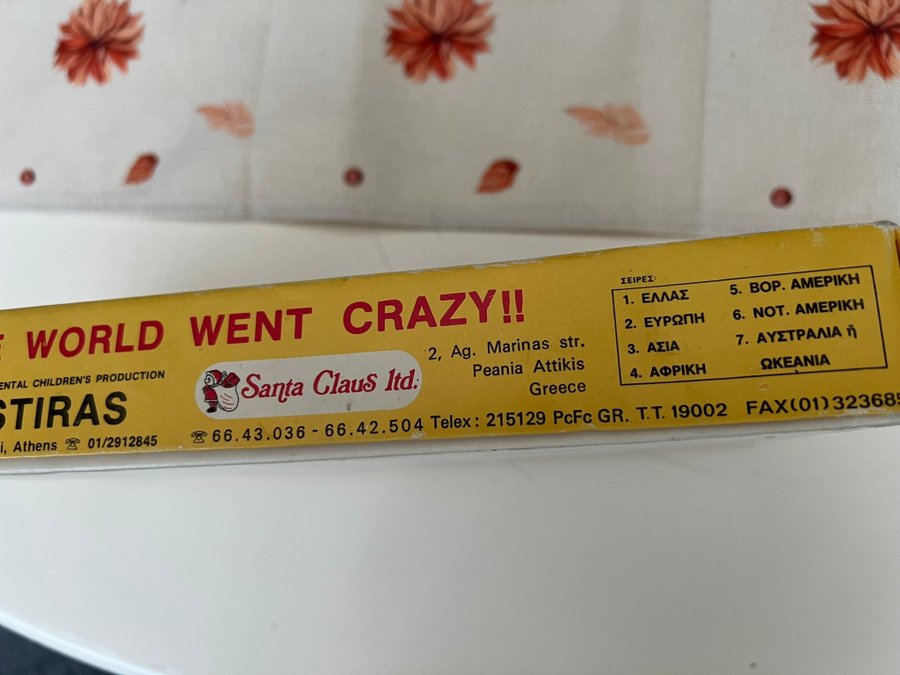 E WORLD WENT CRAZY!!
ENTAL CHILDREN'S PRODUCTION
STIRAS
i, Athens ☏ 01/2912845
Santa Claus ltd.
2, Ag. Marinas str.
Peania Attikis
Greece
☏ 66.43.036 - 66.42.504 Telex: 215129 PcFc GR. T.T. 19002 FAX(01)323685
ΣΕΙΡΕΣ:
1. ΕΛΛΑΣ
2. ΕΥΡΩΠΗ
3. ΑΣΙΑ
4. ΑΦΡΙΚΗ
5. ΒΟΡ. ΑΜΕΡΙΚΗ
6. ΝΟΤ. ΑΜΕΡΙΚΗ
7. ΑΥΣΤΡΑΛΙΑ ή
ΩΚΕΑΝΙΑ